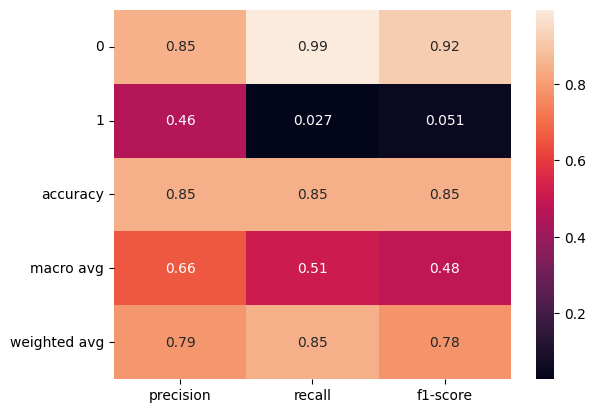 0 0.85 0.99 0.92
1 0.46 0.027 0.051
accuracy 0.85 0.85 0.85
macro avg 0.66 0.51 0.48
weighted avg 0.79 0.85 0.78
precision recall f1-score
0.8
0.6
0.4
0.2